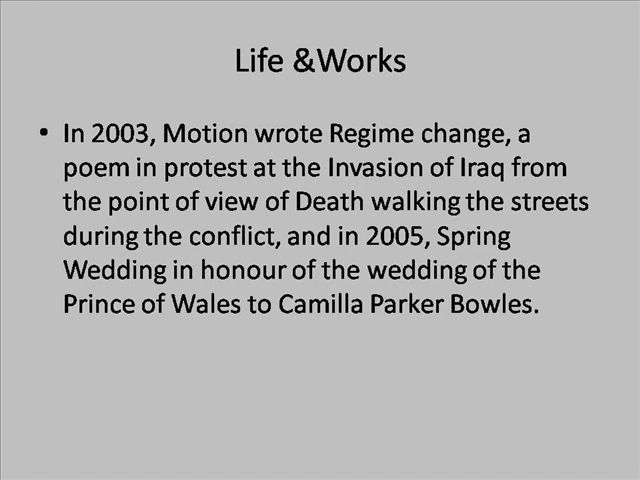 Life &Works
• In 2003, Motion wrote Regime change, a
poem in protest at the Invasion of Iraq from
the point of view of Death walking the streets
during the conflict, and in 2005, Spring
Wedding in honour of the wedding of the
Prince of Wales to Camilla Parker Bowles.